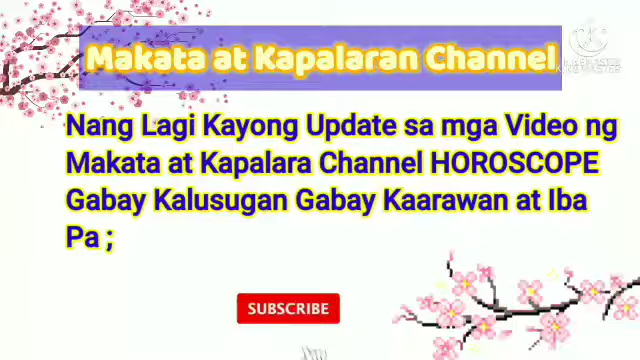 Makata at Kapalaran Channel
Nang Lagi Kayong Update sa mga Video ng
Makata at Kapalara Channel HOROSCOPE
Gabay Kalusugan Gabay Kaarawan at Iba
Pa ;
SUBSCRIBE